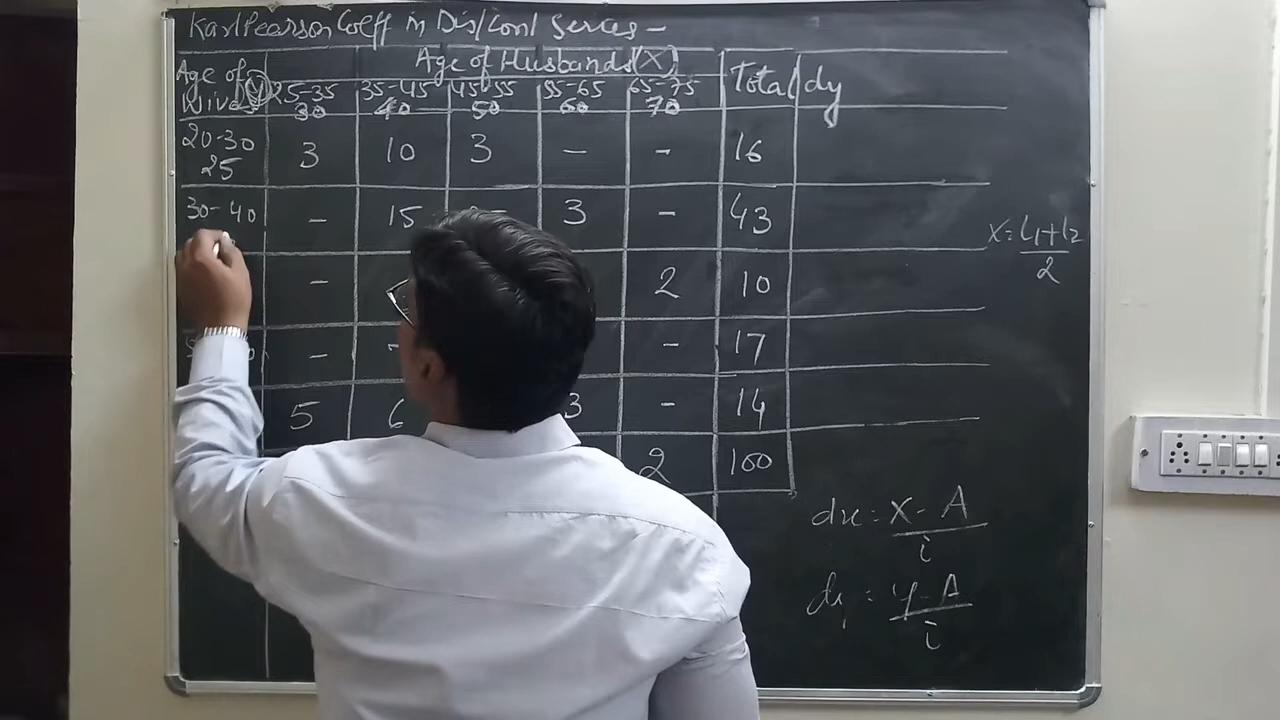 Karl Pearson Coeff in Dis/Cont Series -
Age of Husbands (X)
Age of Wives (Y) 25-35 35-45 45-55 55-65 65-75 Total dy
30 40 50 60 70
20-30 3 10 3 - - 16
25
30-40 - 15 3 - 43
x = l1+l2
2
- 2 10
- - 17
5 6 3 - 14
2 100
dx = X - A
i
dy = Y - A
i